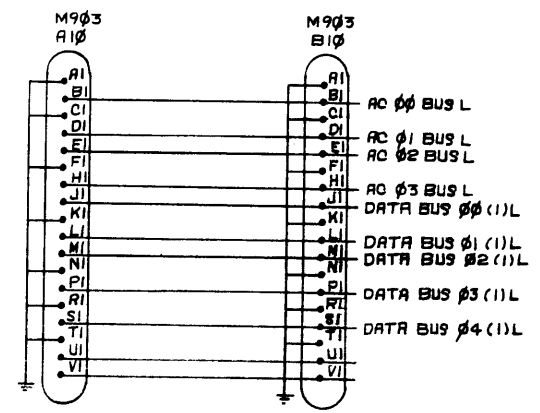 M9Ø3
A1Ø
M9Ø3
B1Ø
A1
B1
C1
D1
E1
F1
H1
J1
K1
L1
M1
N1
P1
R1
S1
T1
U1
V1
A1
B1
C1
D1
E1
F1
H1
J1
K1
L1
M1
N1
P1
R1
S1
T1
U1
V1
AC ØØ BUS L
AC Ø1 BUS L
AC Ø2 BUS L
AC Ø3 BUS L
DATA BUS ØØ (1) L
DATA BUS Ø1 (1) L
DATA BUS Ø2 (1) L
DATA BUS Ø3 (1) L
DATA BUS Ø4 (1) L